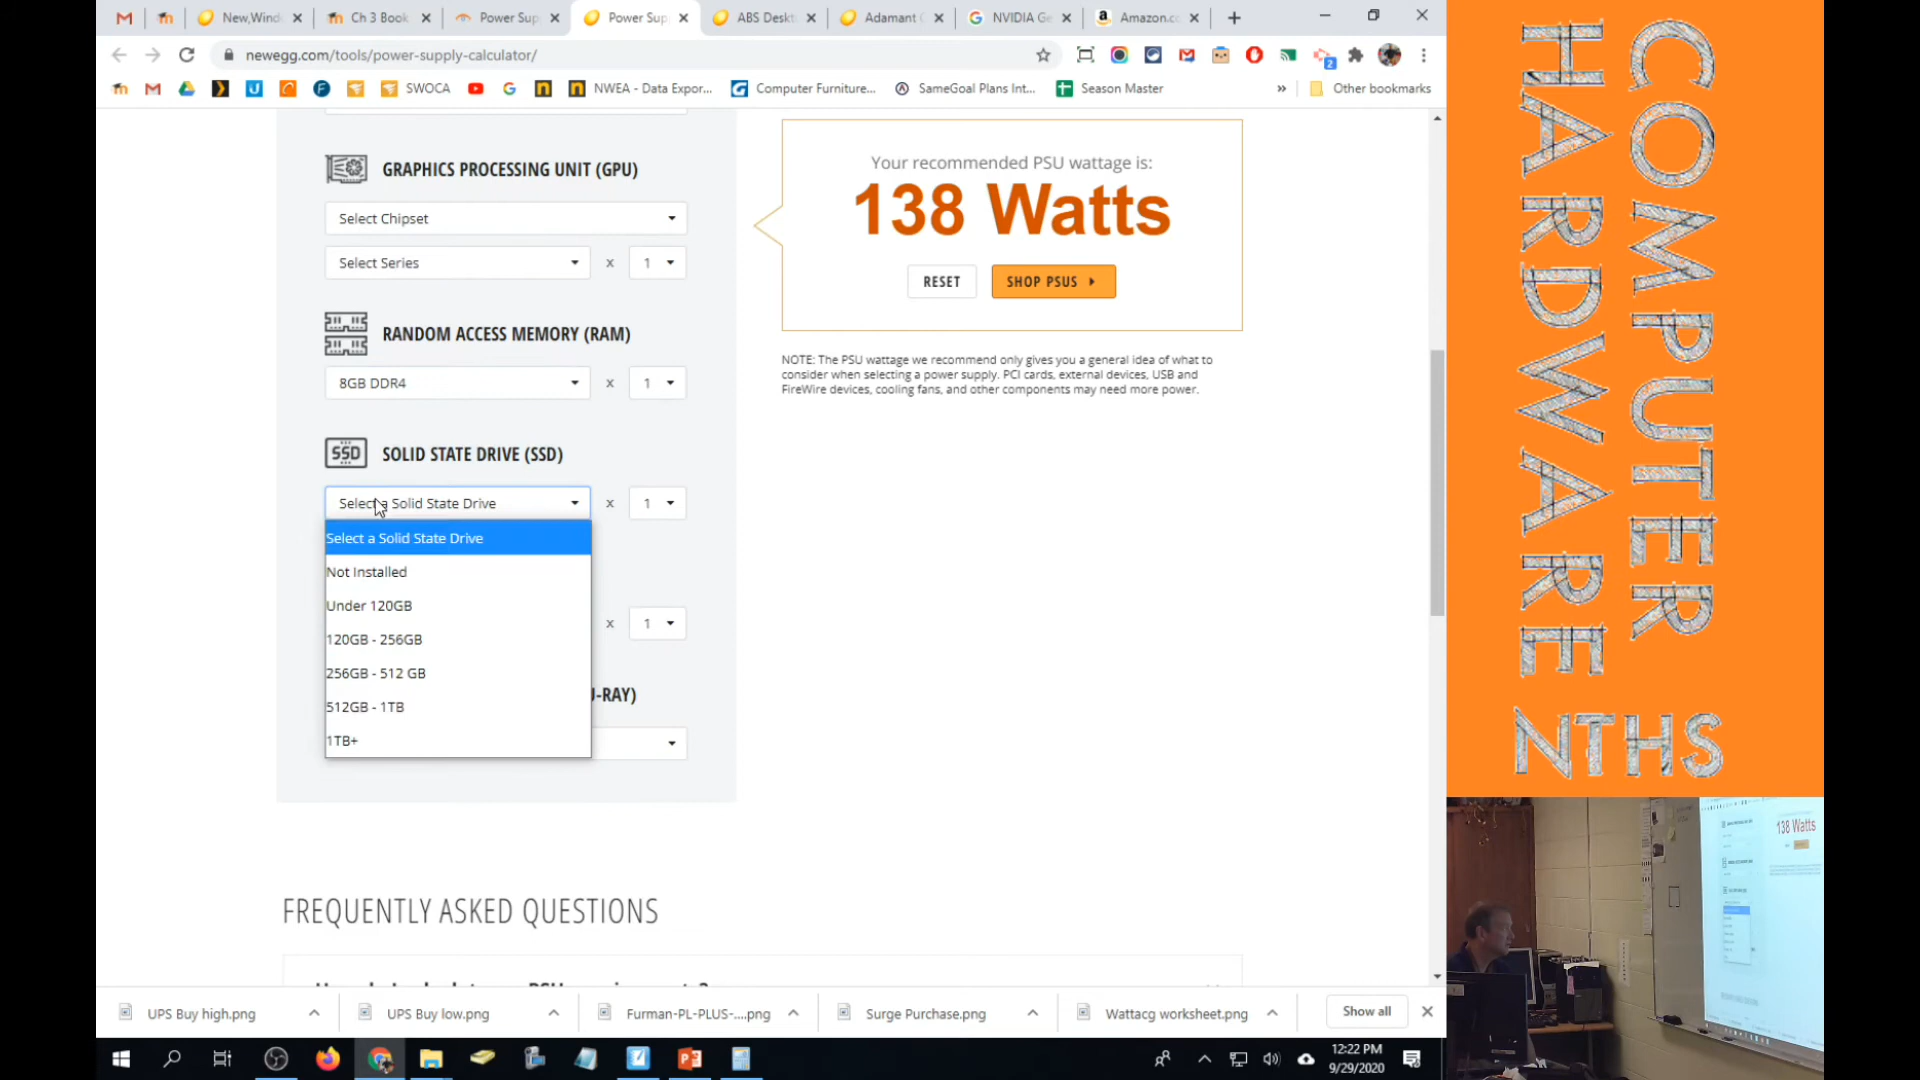 New,Wind
Ch 3 Book
Power Sup
Power Sup
ABS Deskt
Adamant
NVIDIA Ge
Amazon.co
newegg.com/tools/power-supply-calculator/
2
SWOCA
NWEA - Data Expor...
Computer Furniture...
SameGoal Plans Int...
Season Master
»
Other bookmarks
GRAPHICS PROCESSING UNIT (GPU)
Select Chipset
Select Series x 1
RANDOM ACCESS MEMORY (RAM)
8GB DDR4 x 1
SSD SOLID STATE DRIVE (SSD)
Select a Solid State Drive x 1
Select a Solid State Drive
Not Installed
Under 120GB
120GB - 256GB
x 1
256GB - 512 GB
U-RAY)
512GB - 1TB
1TB+
Your recommended PSU wattage is:
138 Watts
RESET SHOP PSUS
NOTE: The PSU wattage we recommend only gives you a general idea of what to
consider when selecting a power supply. PCI cards, external devices, USB and
FireWire devices, cooling fans, and other components may need more power.
FREQUENTLY ASKED QUESTIONS
UPS Buy high.png
UPS Buy low.png
Furman-PL-PLUS-....png
Surge Purchase.png
Wattacg worksheet.png
Show all
12:22 PM
9/29/2020
COMPUTER
HARDWARE
NTHS
138 Watts